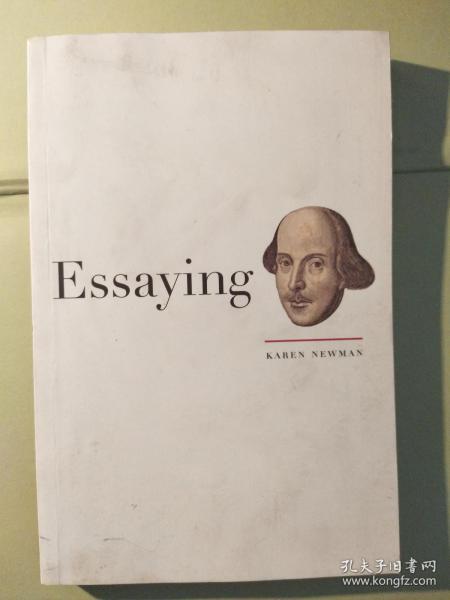 Essaying
KAREN NEWMAN
孔夫子旧书网
www.kongfz.com